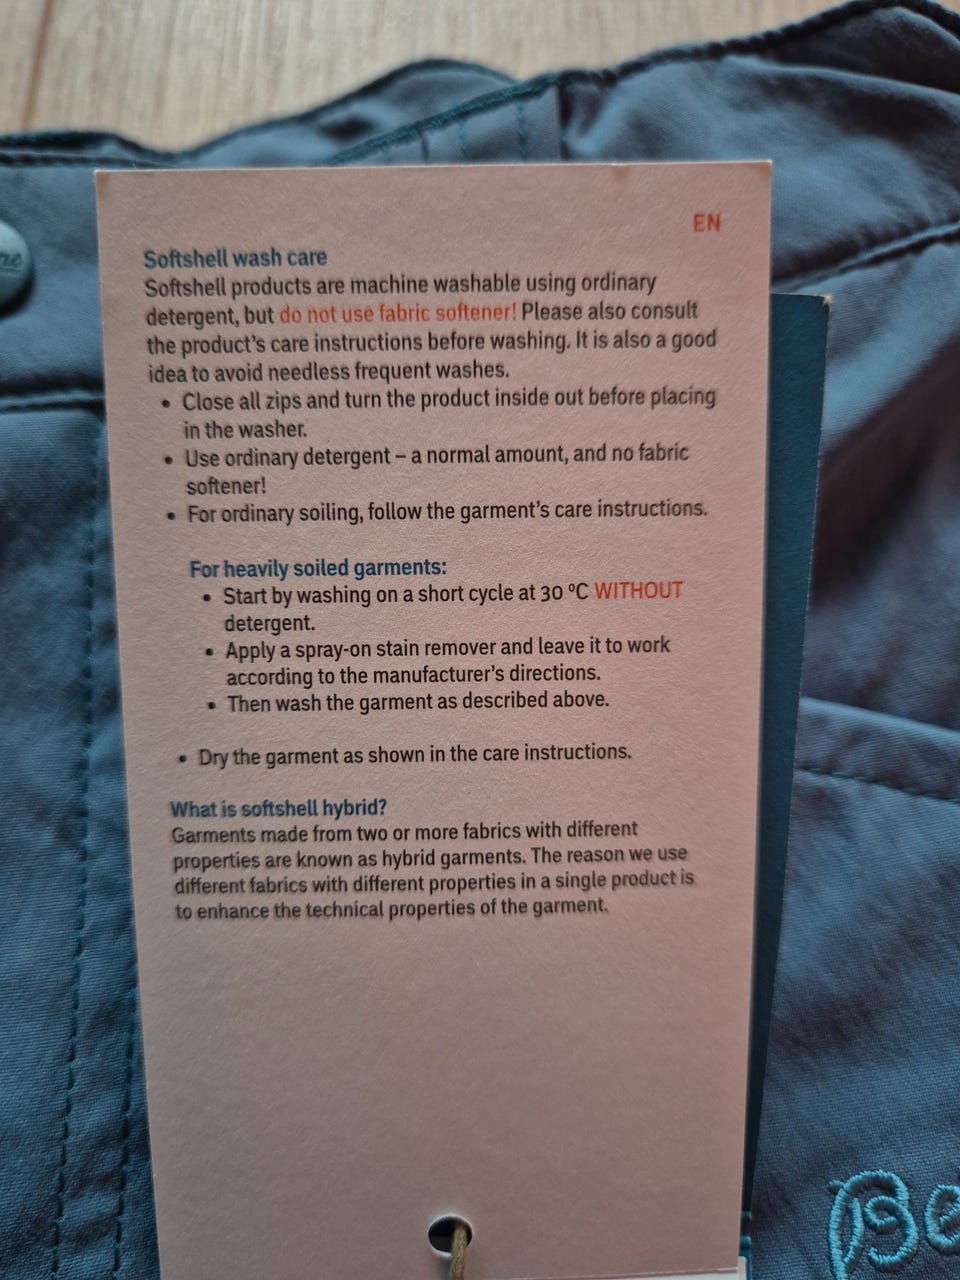 EN
Softshell wash care
Softshell products are machine washable using ordinary
detergent, but do not use fabric softener! Please also consult
the product's care instructions before washing. It is also a good
idea to avoid needless frequent washes.
• Close all zips and turn the product inside out before placing
in the washer.
• Use ordinary detergent – a normal amount, and no fabric
softener!
• For ordinary soiling, follow the garment's care instructions.
For heavily soiled garments:
• Start by washing on a short cycle at 30 ºC WITHOUT
detergent.
• Apply a spray-on stain remover and leave it to work
according to the manufacturer's directions.
• Then wash the garment as described above.
• Dry the garment as shown in the care instructions.
What is softshell hybrid?
Garments made from two or more fabrics with different
properties are known as hybrid garments. The reason we use
different fabrics with different properties in a single product is
to enhance the technical properties of the garment.
Be